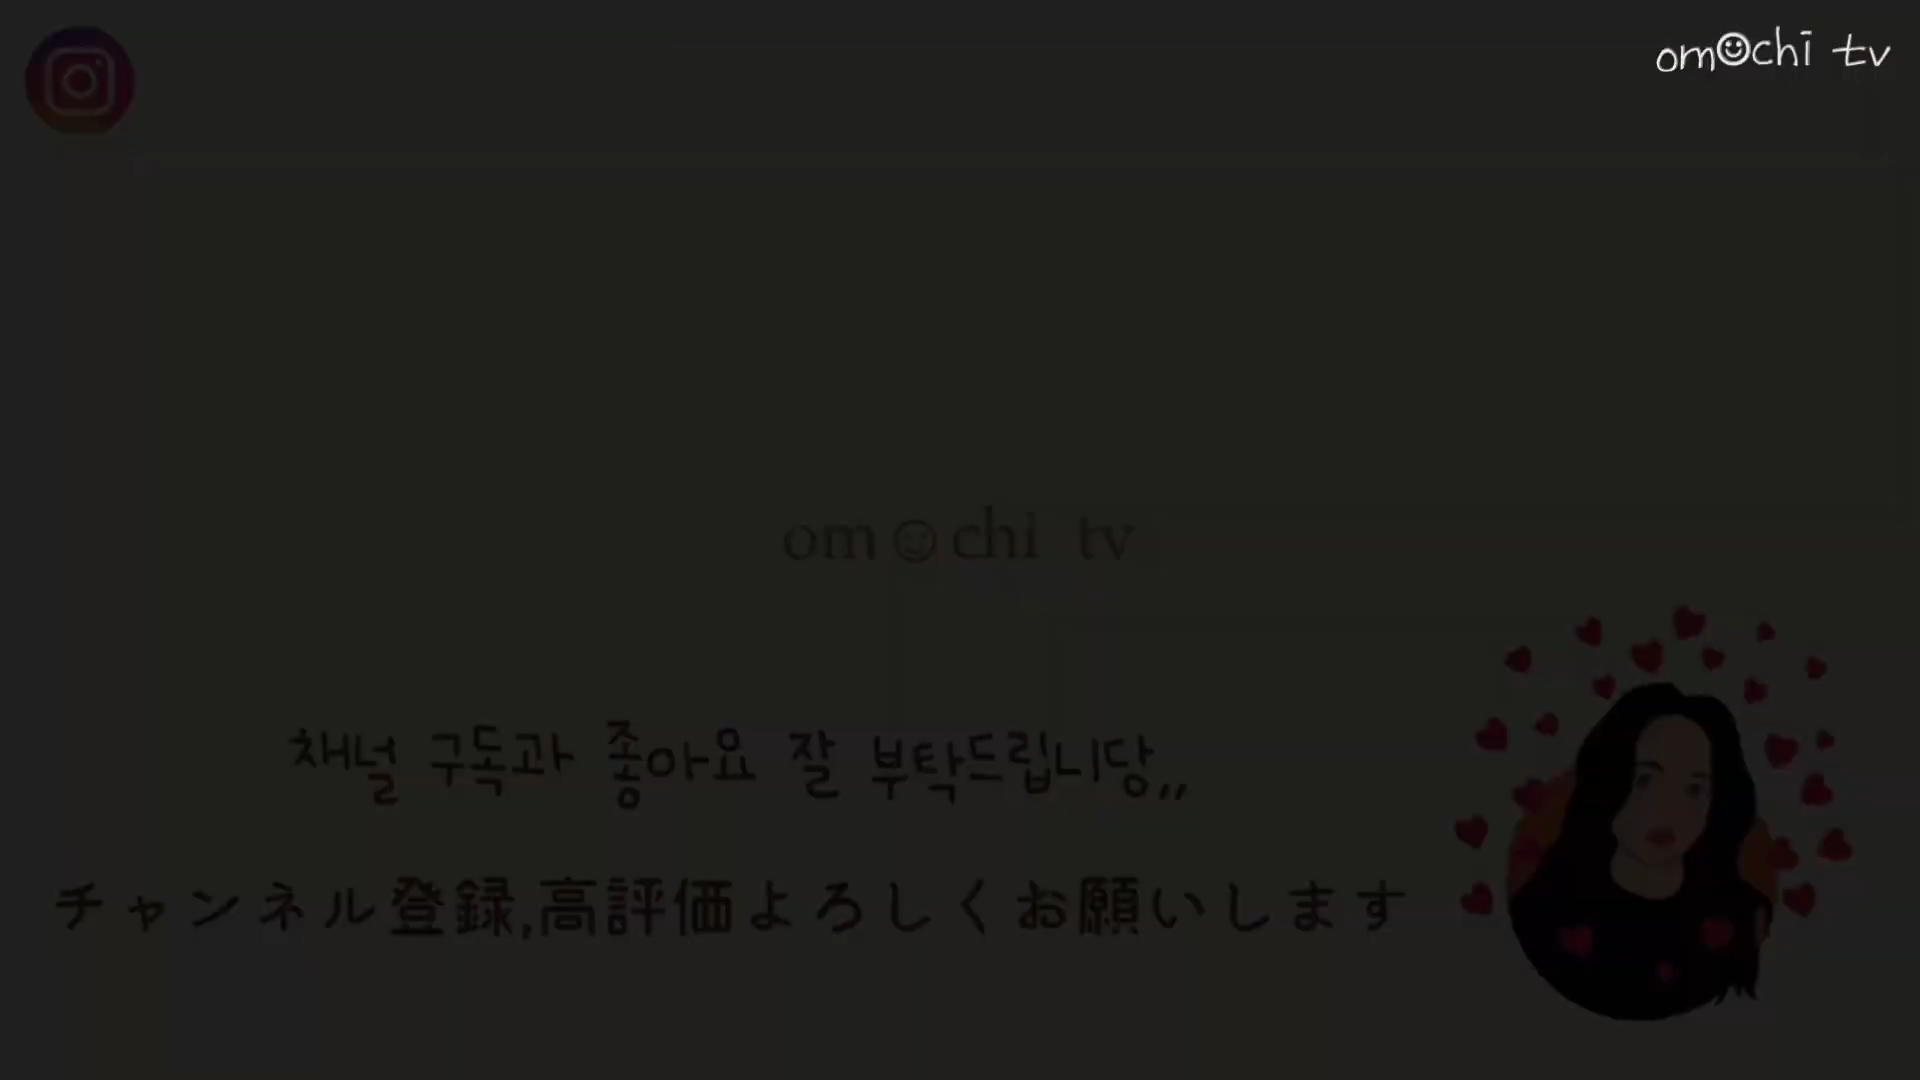 om☺chi tv
om☺chi tv
채널 구독과 좋아요 잘 부탁드립니당,,
チャンネル登録,高評価よろしくお願いします